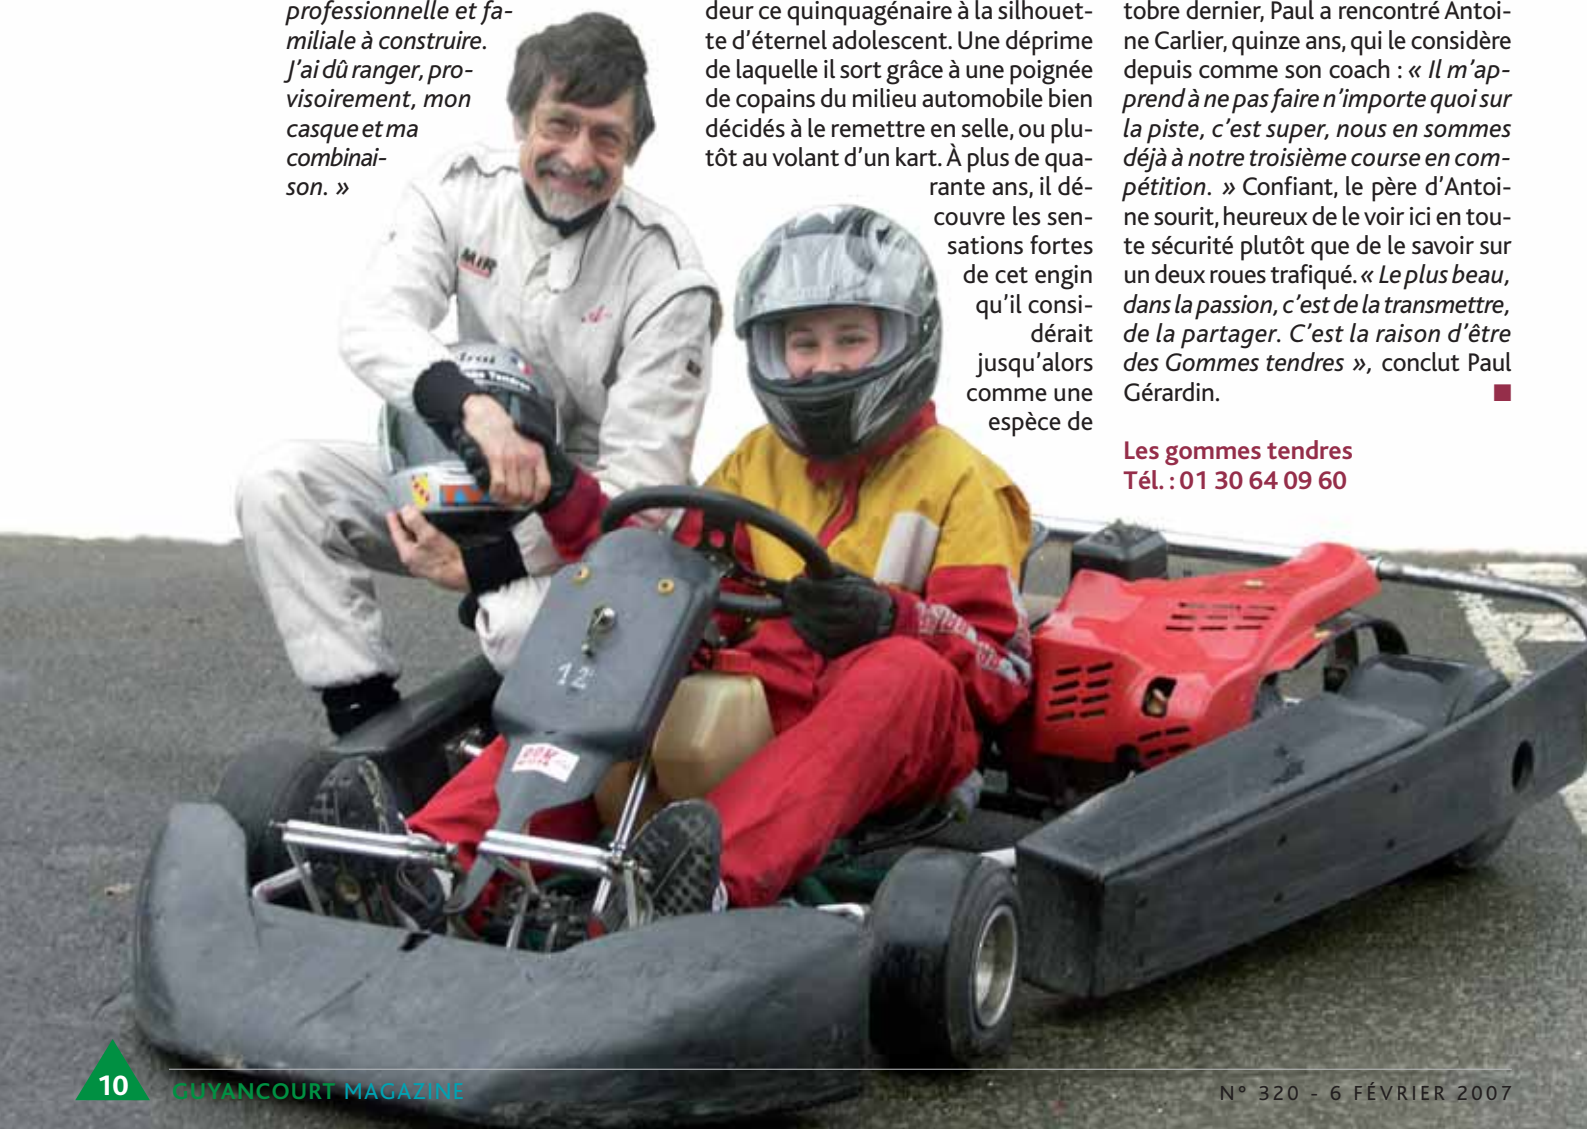 professionnelle et fa-
miliale à construire.
J'ai dû ranger, pro-
visoirement, mon
casque et ma
combinai-
son. »
deur ce quinquagénaire à la silhouet-
te d'éternel adolescent. Une déprime
de laquelle il sort grâce à une poignée
de copains du milieu automobile bien
décidés à le remettre en selle, ou plu-
tôt au volant d'un kart. À plus de qua-
rante ans, il dé-
couvre les sen-
sations fortes
de cet engin
qu'il consi-
dérait
jusqu'alors
comme une
espèce de
tobre dernier, Paul a rencontré Antoi-
ne Carlier, quinze ans, qui le considère
depuis comme son coach : « Il m'ap-
prend à ne pas faire n'importe quoi sur
la piste, c'est super, nous en sommes
déjà à notre troisième course en com-
pétition. » Confiant, le père d'Antoi-
ne sourit, heureux de le voir ici en tou-
te sécurité plutôt que de le savoir sur
un deux roues trafiqué. « Le plus beau,
dans la passion, c'est de la transmettre,
de la partager. C'est la raison d'être
des Gommes tendres », conclut Paul
Gérardin.
Les gommes tendres
Tél. : 01 30 64 09 60
MIR
Tendres
12
10
GUYANCOURT MAGAZINE
N° 320 - 6 FÉVRIER 2007